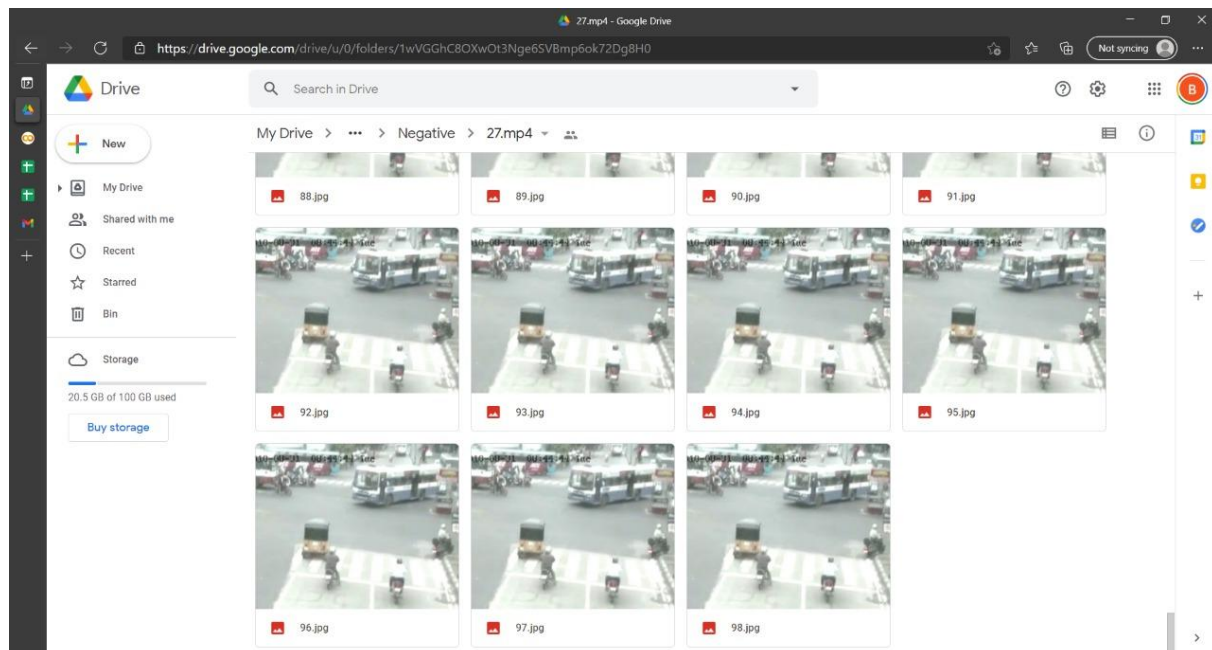 27.mp4 - Google Drive
https://drive.google.com/drive/u/0/folders/1wVGGhC8OXwOt3Nge6SVBmp6ok72Dg8H0
Not syncing
Drive
Search in Drive
B
New
My Drive > ••• > Negative > 27.mp4
31
My Drive
Shared with me
Recent
Starred
Bin
Storage
20.5 GB of 100 GB used
Buy storage
88.jpg 89.jpg 90.jpg 91.jpg
92.jpg 93.jpg 94.jpg 95.jpg
96.jpg 97.jpg 98.jpg